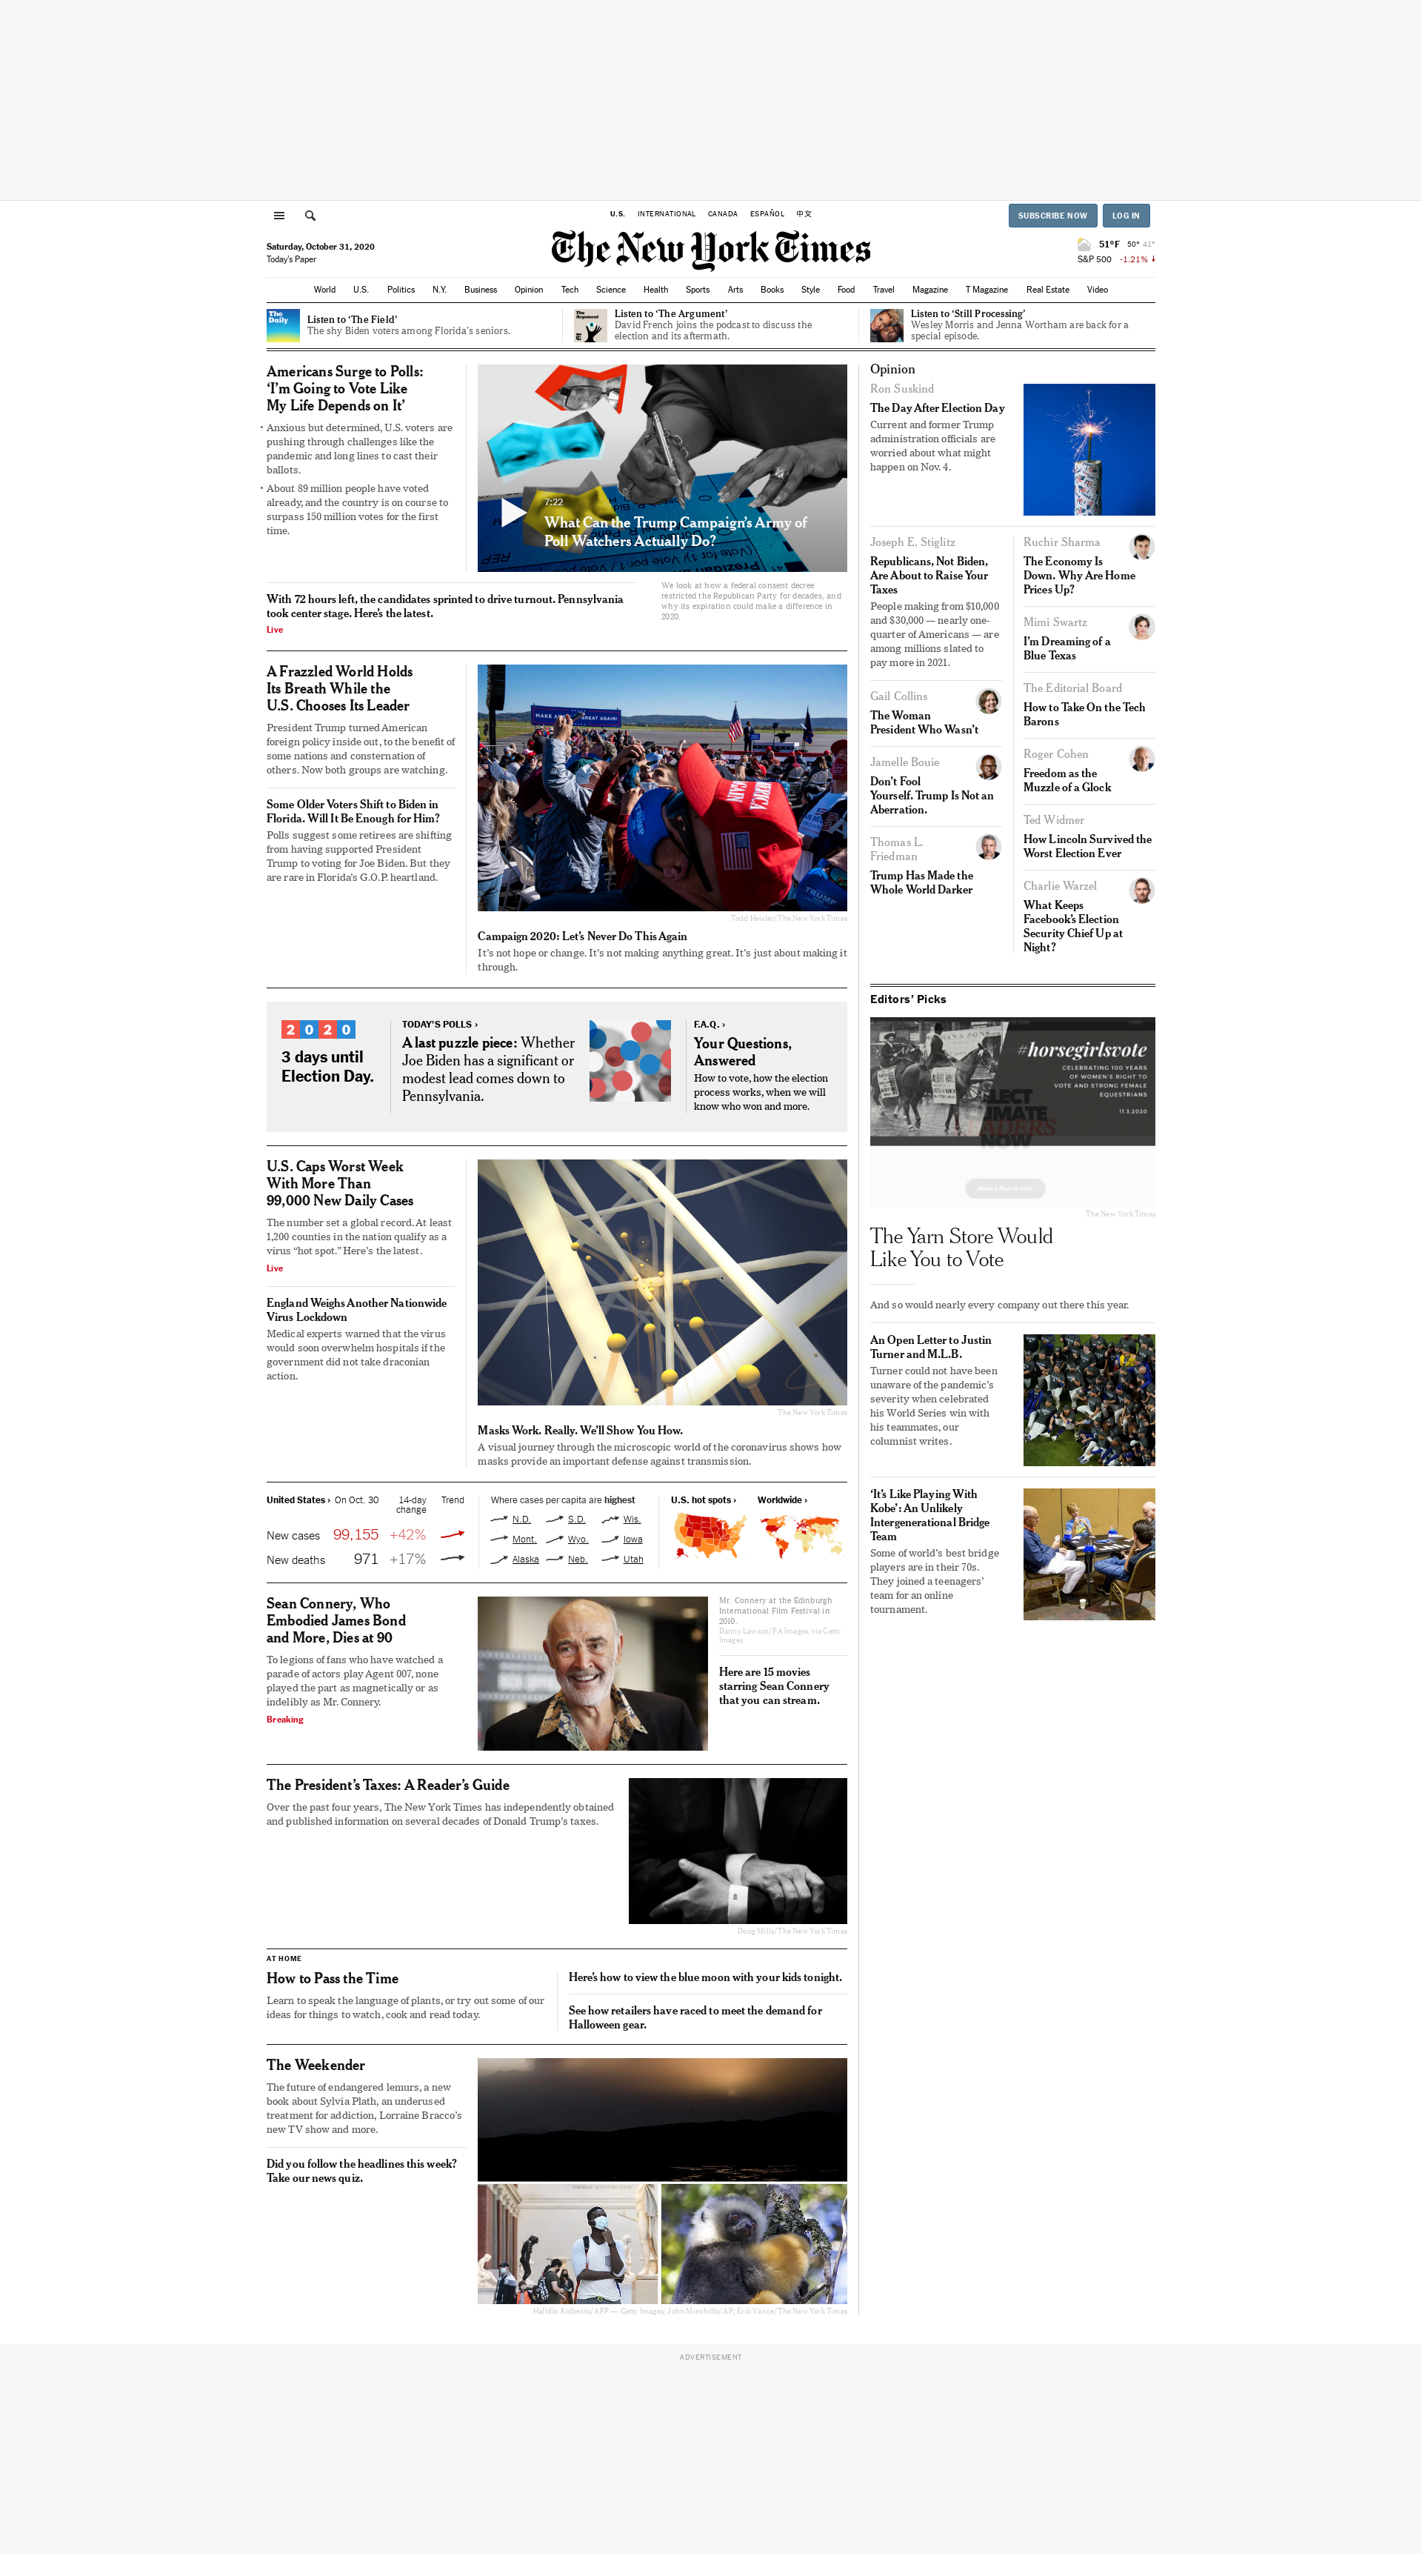 U.S. INTERNATIONAL CANADA ESPAÑOL 中文
SUBSCRIBE NOW LOG IN
Saturday, October 31, 2020
Today's Paper
The New York Times
51°F 50° 41°
S&P 500 -1.21%
World U.S. Politics N.Y. Business Opinion Tech Science Health Sports Arts Books Style Food Travel Magazine T Magazine Real Estate Video
The
Daily
Listen to ‘The Field’
The shy Biden voters among Florida's seniors.
The
Argument
Listen to ‘The Argument’
David French joins the podcast to discuss the
election and its aftermath.
Listen to ‘Still Processing’
Wesley Morris and Jenna Wortham are back for a
special episode.
Americans Surge to Polls:
‘I’m Going to Vote Like
My Life Depends on It’
• Anxious but determined, U.S. voters are
pushing through challenges like the
pandemic and long lines to cast their
ballots.
• About 89 million people have voted
already, and the country is on course to
surpass 150 million votes for the first
time.
7:22
What Can the Trump Campaign’s Army of
Poll Watchers Actually Do?
With 72 hours left, the candidates sprinted to drive turnout. Pennsylvania
took center stage. Here’s the latest.
Live
We look at how a federal consent decree
restricted the Republican Party for decades, and
why its expiration could make a difference in
2020.
A Frazzled World Holds
Its Breath While the
U.S. Chooses Its Leader
President Trump turned American
foreign policy inside out, to the benefit of
some nations and consternation of
others. Now both groups are watching.
Some Older Voters Shift to Biden in
Florida. Will It Be Enough for Him?
Polls suggest some retirees are shifting
from having supported President
Trump to voting for Joe Biden. But they
are rare in Florida's G.O.P. heartland.
MAKE AMERICA GREAT AGAIN!
Todd Heisler/The New York Times
Campaign 2020: Let’s Never Do This Again
It's not hope or change. It's not making anything great. It's just about making it
through.
2020
3 days until
Election Day.
TODAY’S POLLS ›
A last puzzle piece: Whether
Joe Biden has a significant or
modest lead comes down to
Pennsylvania.
F.A.Q. ›
Your Questions,
Answered
How to vote, how the election
process works, when we will
know who won and more.
U.S. Caps Worst Week
With More Than
99,000 New Daily Cases
The number set a global record. At least
1,200 counties in the nation qualify as a
virus “hot spot.” Here's the latest.
Live
England Weighs Another Nationwide
Virus Lockdown
Medical experts warned that the virus
would soon overwhelm hospitals if the
government did not take draconian
action.
The New York Times
Masks Work. Really. We’ll Show You How.
A visual journey through the microscopic world of the coronavirus shows how
masks provide an important defense against transmission.
United States › On Oct. 30 14-day
change Trend
New cases 99,155 +42%
New deaths 971 +17%
Where cases per capita are highest
N.D. S.D. Wis.
Mont. Wyo. Iowa
Alaska Neb. Utah
U.S. hot spots › Worldwide ›
Sean Connery, Who
Embodied James Bond
and More, Dies at 90
To legions of fans who have watched a
parade of actors play Agent 007, none
played the part as magnetically or as
indelibly as Mr. Connery.
Breaking
Mr. Connery at the Edinburgh
International Film Festival in
2010.
Danny Lawson/PA Images, via Getty
Images
Here are 15 movies
starring Sean Connery
that you can stream.
The President’s Taxes: A Reader’s Guide
Over the past four years, The New York Times has independently obtained
and published information on several decades of Donald Trump's taxes.
Doug Mills/The New York Times
AT HOME
How to Pass the Time
Learn to speak the language of plants, or try out some of our
ideas for things to watch, cook and read today.
Here’s how to view the blue moon with your kids tonight.
See how retailers have raced to meet the demand for
Halloween gear.
The Weekender
The future of endangered lemurs, a new
book about Sylvia Plath, an underused
treatment for addiction, Lorraine Bracco's
new TV show and more.
Did you follow the headlines this week?
Take our news quiz.
Halldor Kolbeins/AFP — Getty Images; John Minchillo/AP; Erik Vance/The New York Times
Opinion
Ron Suskind
The Day After Election Day
Current and former Trump
administration officials are
worried about what might
happen on Nov. 4.
Joseph E. Stiglitz
Republicans, Not Biden,
Are About to Raise Your
Taxes
People making from $10,000
and $30,000 — nearly one-
quarter of Americans — are
among millions slated to
pay more in 2021.
Gail Collins
The Woman
President Who Wasn’t
Jamelle Bouie
Don’t Fool
Yourself. Trump Is Not an
Aberration.
Thomas L.
Friedman
Trump Has Made the
Whole World Darker
Ruchir Sharma
The Economy Is
Down. Why Are Home
Prices Up?
Mimi Swartz
I’m Dreaming of a
Blue Texas
The Editorial Board
How to Take On the Tech
Barons
Roger Cohen
Freedom as the
Muzzle of a Glock
Ted Widmer
How Lincoln Survived the
Worst Election Ever
Charlie Warzel
What Keeps
Facebook’s Election
Security Chief Up at
Night?
Editors’ Picks
#horsegirlsvote
CELEBRATING 100 YEARS
OF WOMEN'S RIGHT TO
VOTE AND STRONG FEMALE
EQUESTRIANS
11.3.2020
LEADERS
NOW
Make a Plan to Vote
The New York Times
The Yarn Store Would
Like You to Vote
And so would nearly every company out there this year.
An Open Letter to Justin
Turner and M.L.B.
Turner could not have been
unaware of the pandemic's
severity when celebrated
his World Series win with
his teammates, our
columnist writes.
‘It’s Like Playing With
Kobe’: An Unlikely
Intergenerational Bridge
Team
Some of world's best bridge
players are in their 70s.
They joined a teenagers'
team for an online
tournament.
ADVERTISEMENT